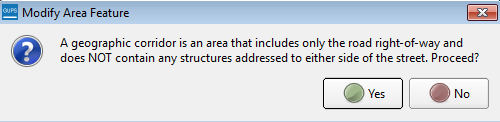 GUPS Modify Area Feature
A geographic corridor is an area that includes only the road right-of-way and
does NOT contain any structures addressed to either side of the street. Proceed?
Yes No